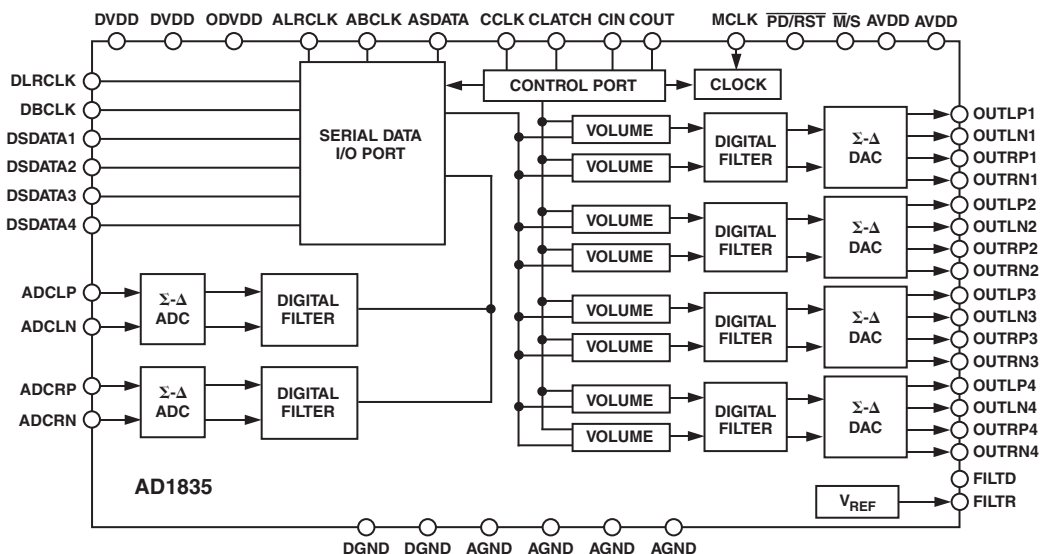 DVDD DVDD ODVDD ALRCLK ABCLK ASDATA CCLK CLATCH CIN COUT MCLK PD/RST M/S AVDD AVDD
DLRCLK
DBCLK
DSDATA1
DSDATA2
DSDATA3
DSDATA4
SERIAL DATA
I/O PORT
CONTROL PORT
CLOCK
VOLUME
VOLUME
DIGITAL
FILTER
Σ-Δ
DAC
OUTLP1
OUTLN1
OUTRP1
OUTRN1
VOLUME
VOLUME
DIGITAL
FILTER
Σ-Δ
DAC
OUTLP2
OUTLN2
OUTRP2
OUTRN2
ADCLP
ADCLN
Σ-Δ
ADC
DIGITAL
FILTER
VOLUME
VOLUME
DIGITAL
FILTER
Σ-Δ
DAC
OUTLP3
OUTLN3
OUTRP3
OUTRN3
ADCRP
ADCRN
Σ-Δ
ADC
DIGITAL
FILTER
VOLUME
VOLUME
DIGITAL
FILTER
Σ-Δ
DAC
OUTLP4
OUTLN4
OUTRP4
OUTRN4
AD1835
VREF
FILTD
FILTR
DGND DGND AGND AGND AGND AGND